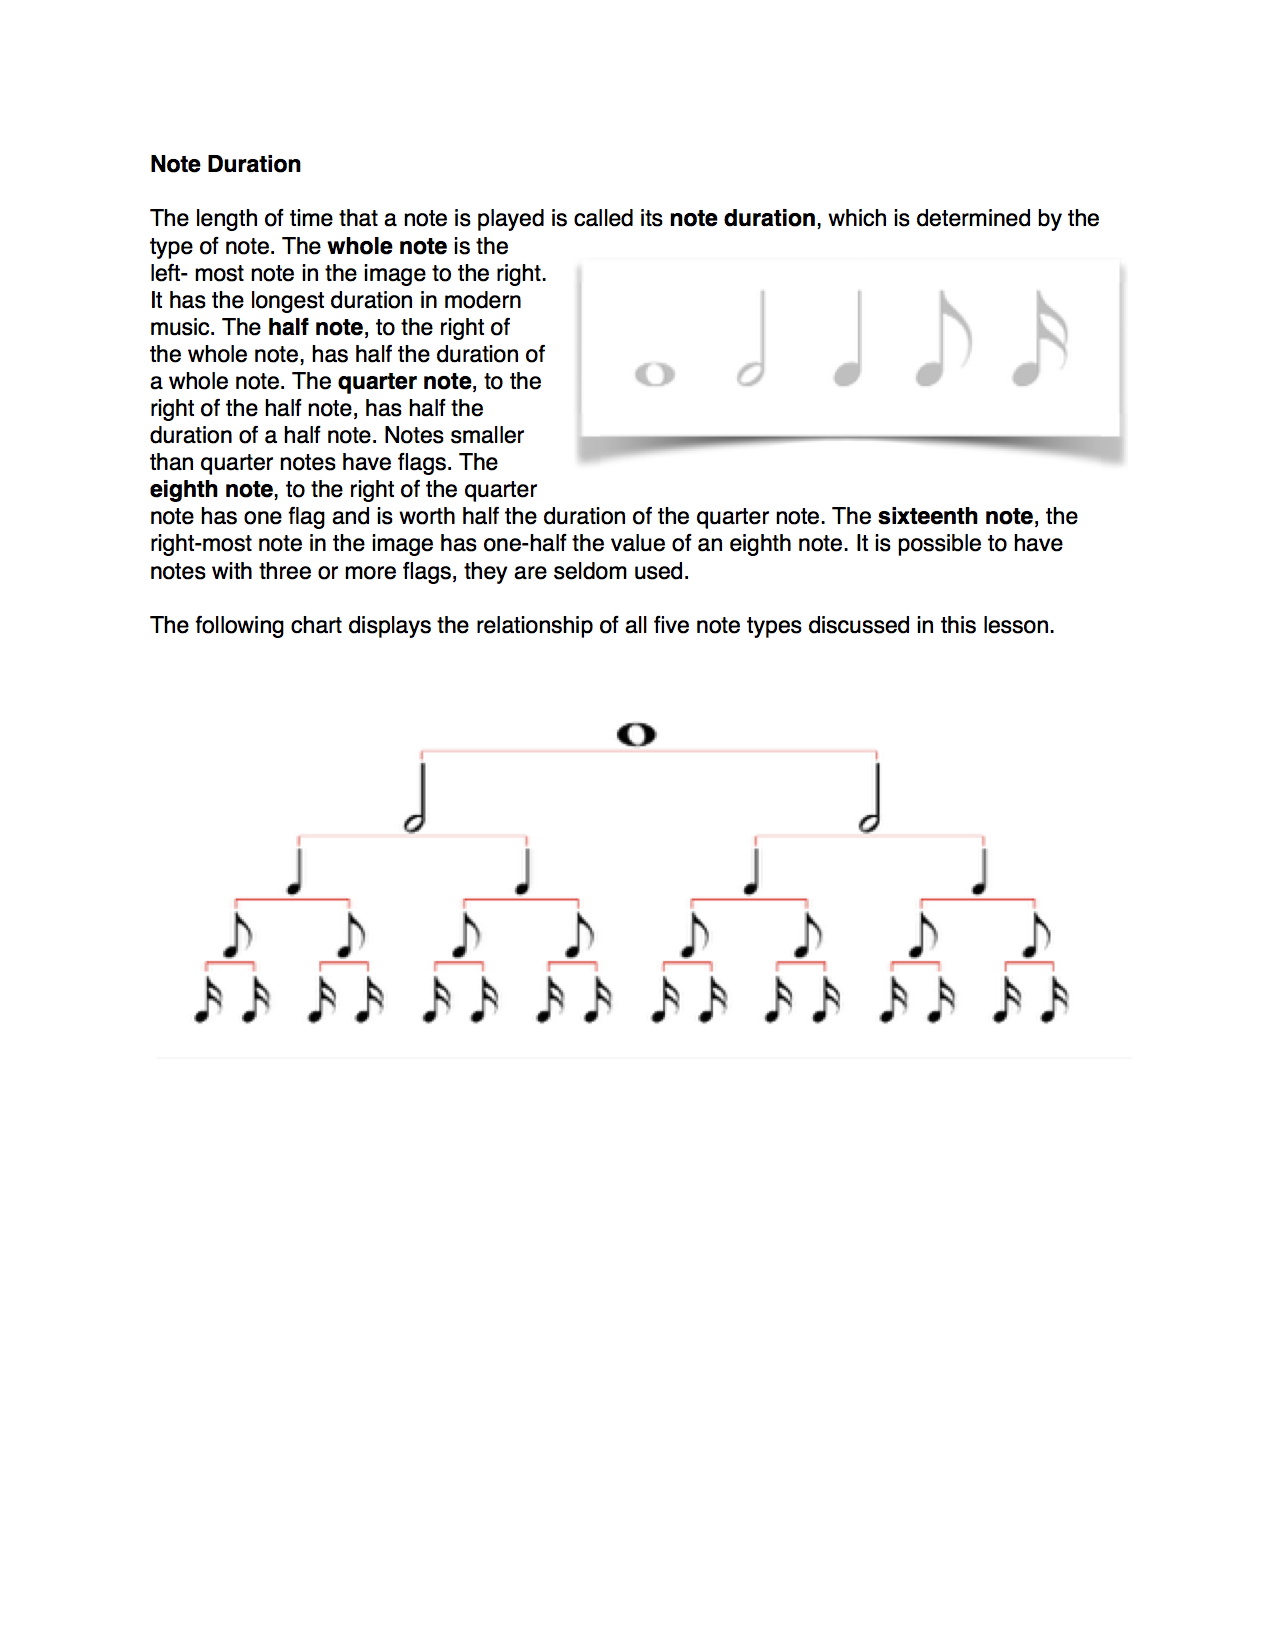 Note Duration
The length of time that a note is played is called its note duration, which is determined by the
type of note. The whole note is the
left- most note in the image to the right.
It has the longest duration in modern
music. The half note, to the right of
the whole note, has half the duration of
a whole note. The quarter note, to the
right of the half note, has half the
duration of a half note. Notes smaller
than quarter notes have flags. The
eighth note, to the right of the quarter
note has one flag and is worth half the duration of the quarter note. The sixteenth note, the
right-most note in the image has one-half the value of an eighth note. It is possible to have
notes with three or more flags, they are seldom used.
The following chart displays the relationship of all five note types discussed in this lesson.